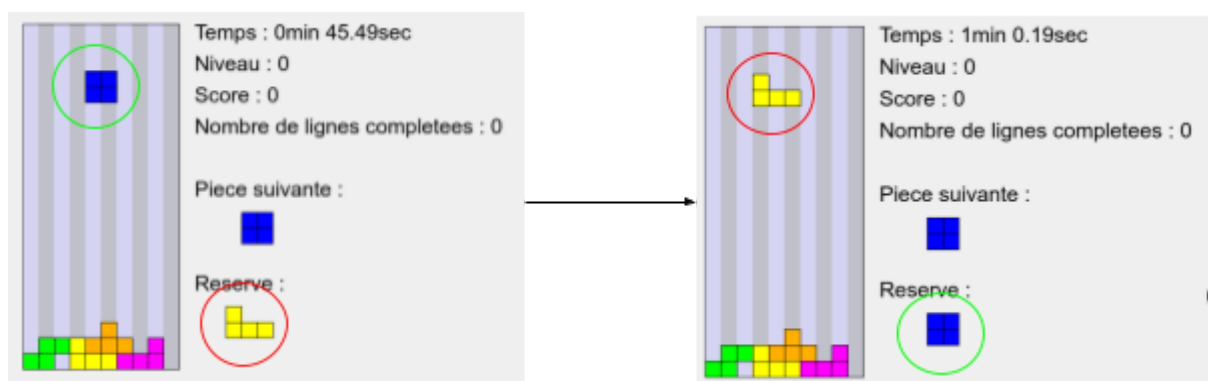 Temps : 0min 45.49sec
Niveau : 0
Score : 0
Nombre de lignes completees : 0
Piece suivante :
Reserve :
Temps : 1min 0.19sec
Niveau : 0
Score : 0
Nombre de lignes completees : 0
Piece suivante :
Reserve :